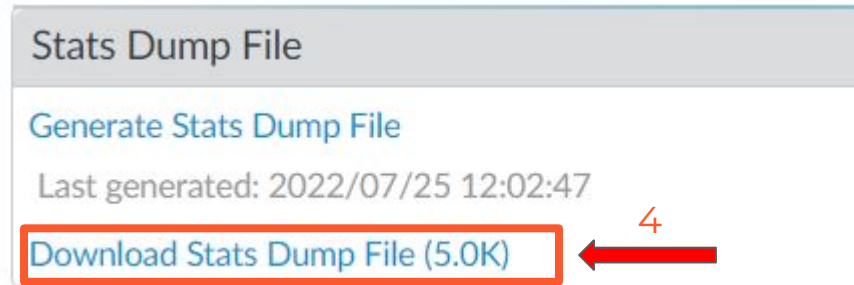 Stats Dump File
Generate Stats Dump File
Last generated: 2022/07/25 12:02:47
4
Download Stats Dump File (5.0K)